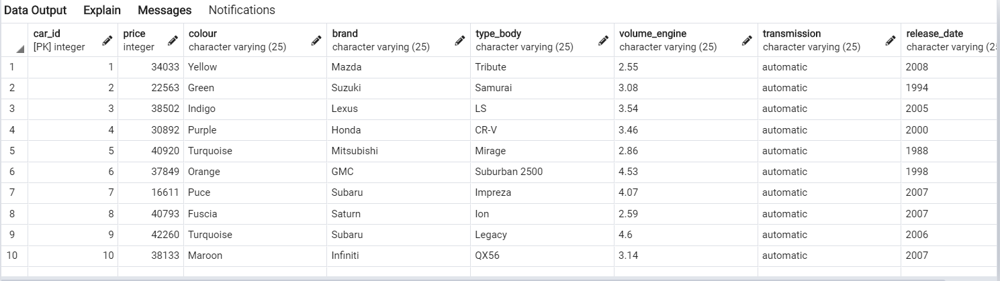 Data Output Explain Messages Notifications
car_id price colour brand type_body volume_engine transmission release_date
[PK] integer integer character varying (25) character varying (25) character varying (25) character varying (25) character varying (25) character varying (2
1 1 34033 Yellow Mazda Tribute 2.55 automatic 2008
2 2 22563 Green Suzuki Samurai 3.08 automatic 1994
3 3 38502 Indigo Lexus LS 3.54 automatic 2005
4 4 30892 Purple Honda CR-V 3.46 automatic 2000
5 5 40920 Turquoise Mitsubishi Mirage 2.86 automatic 1988
6 6 37849 Orange GMC Suburban 2500 4.53 automatic 1998
7 7 16611 Puce Subaru Impreza 4.07 automatic 2007
8 8 40793 Fuscia Saturn Ion 2.59 automatic 2007
9 9 42260 Turquoise Subaru Legacy 4.6 automatic 2006
10 10 38133 Maroon Infiniti QX56 3.14 automatic 2007